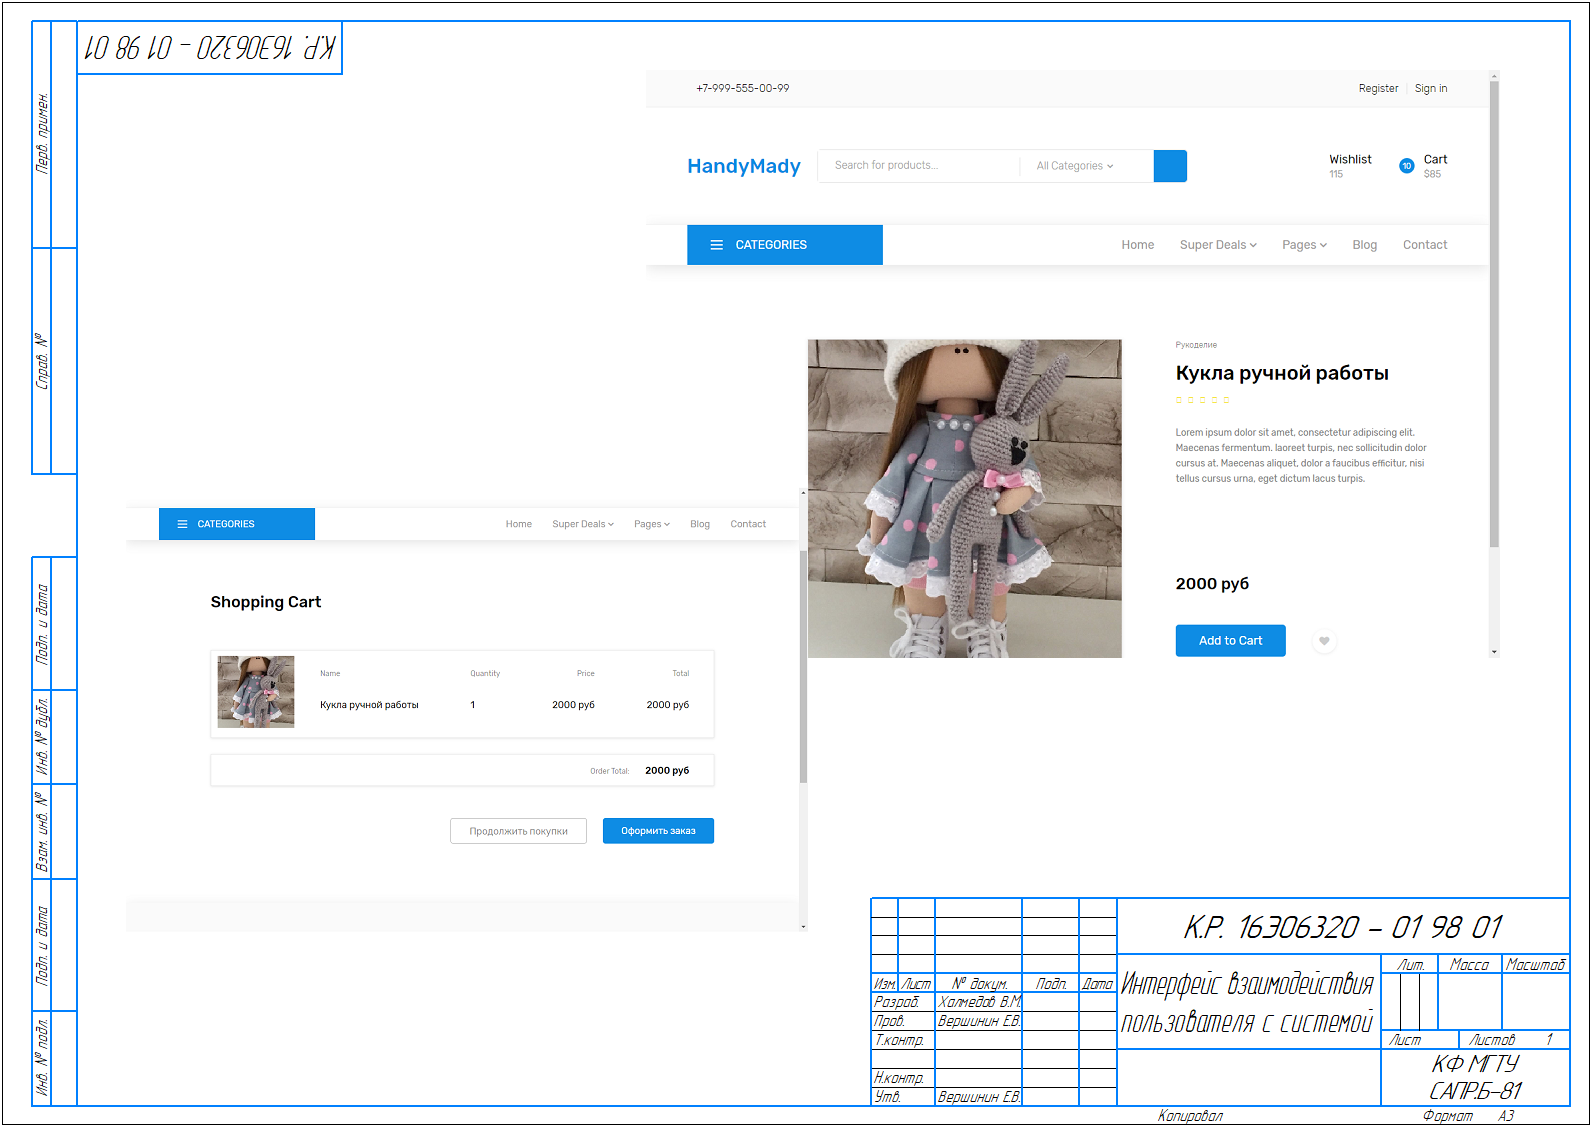 К.Р. 16306320 – 01 98 01
Перв. примен.
Справ. №
Подп. и дата
Инв. № дубл.
Взам. инв. №
Подп. и дата
Инв. № подл.
+7-999-555-00-99
Register
Sign in
HandyMady
Search for products...
All Categories
Wishlist
115
10
Cart
$85
CATEGORIES
Home
Super Deals
Pages
Blog
Contact
Рукоделие
Кукла ручной работы
Lorem ipsum dolor sit amet, consectetur adipiscing elit.
Maecenas fermentum. laoreet turpis, nec sollicitudin dolor
cursus at. Maecenas aliquet, dolor a faucibus efficitur, nisi
tellus cursus urna, eget dictum lacus turpis.
2000 руб
Add to Cart
CATEGORIES
Home
Super Deals
Pages
Blog
Contact
Shopping Cart
Name
Quantity
Price
Total
Кукла ручной работы
1
2000 руб
2000 руб
Order Total:
2000 руб
Продолжить покупки
Оформить заказ
К.Р. 16306320 – 01 98 01
Изм. Лист № докум. Подп. Дата
Разраб. Холмедов В.М.
Пров. Вершинин Е.В.
Т.контр.
Н.контр.
Утв. Вершинин Е.В.
Интерфейс взаимодействия
пользователя с системой
Лит. Масса Масштаб
Лист Листов 1
КФ МГТУ
САПР.Б-81
Копировал
Формат А3